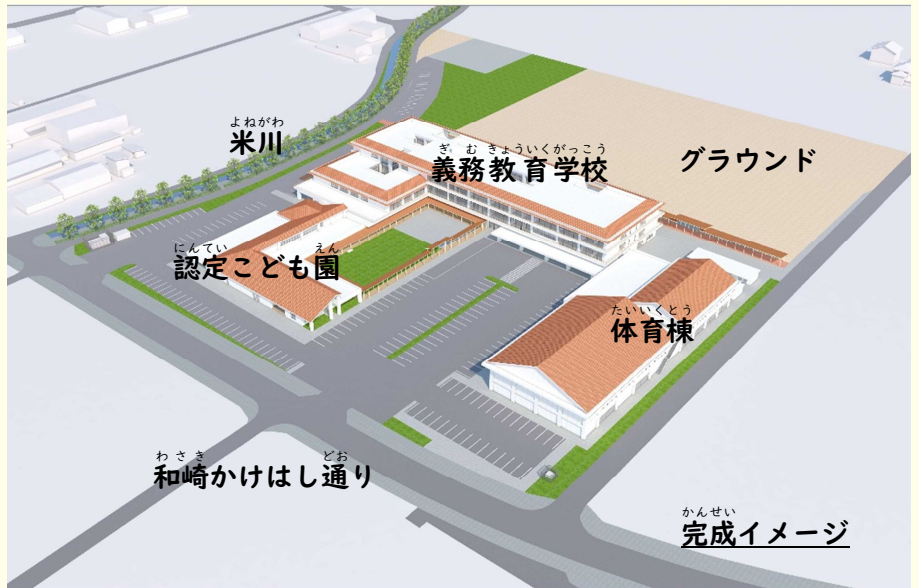 よねがわ
米川
ぎむきょういくがっこう
義務教育学校
グラウンド
にんてい えん
認定こども園
たいいくとう
体育棟
わさき どお
和崎かけはし通り
かんせい
完成イメージ